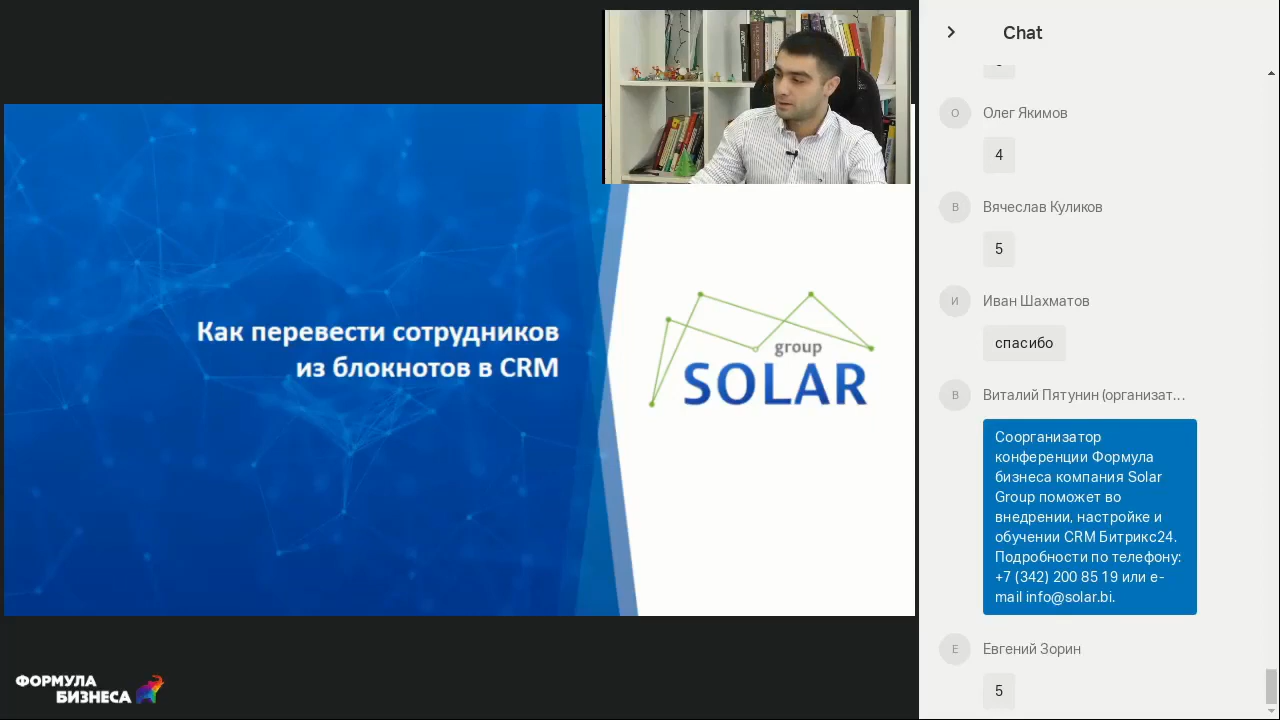 Как перевести сотрудников
из блокнотов в CRM
group
SOLAR
ФОРМУЛА
БИЗНЕСА
Chat
О
Олег Якимов
4
В
Вячеслав Куликов
5
И
Иван Шахматов
спасибо
В
Виталий Пятунин (организат...
Соорганизатор
конференции Формула
бизнеса компания Solar
Group поможет во
внедрении, настройке и
обучении CRM Битрикс24.
Подробности по телефону:
+7 (342) 200 85 19 или e-
mail info@solar.bi.
Е
Евгений Зорин
5